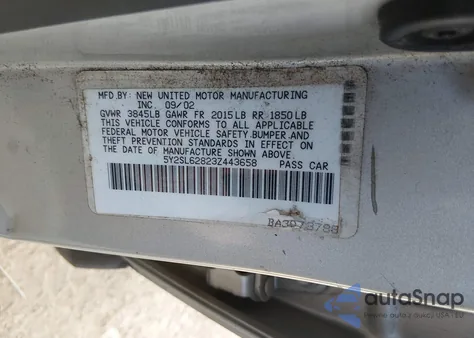 MFD. BY: NEW UNITED MOTOR MANUFACTURING
INC. 09/02
GVWR 3845LB GAWR FR 2015LB RR 1850LB
THIS VEHICLE CONFORMS TO ALL APPLICABLE
FEDERAL MOTOR VEHICLE SAFETY, BUMPER, AND
THEFT PREVENTION STANDARDS IN EFFECT ON
THE DATE OF MANUFACTURE SHOWN ABOVE.
5Y2SL62823Z443658 PASS CAR
autoSnap